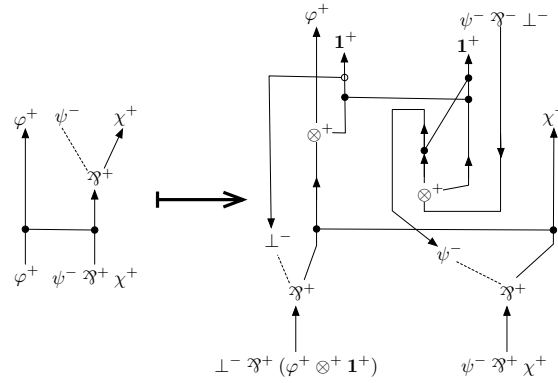 φ⁺ ψ⁻ χ⁺
⅋⁺
φ⁺ ψ⁻ ⅋⁺ χ⁺
φ⁺ 𝟏⁺ ψ⁻ ⅋⁻ ⊥⁻
𝟏⁺
χ⁺
⊗⁺
⊗⁺
⊥⁻ ψ⁻
⅋⁺ ⅋⁺
⊥⁻ ⅋⁺ (φ⁺ ⊗⁺ 𝟏⁺) ψ⁻ ⅋⁺ χ⁺